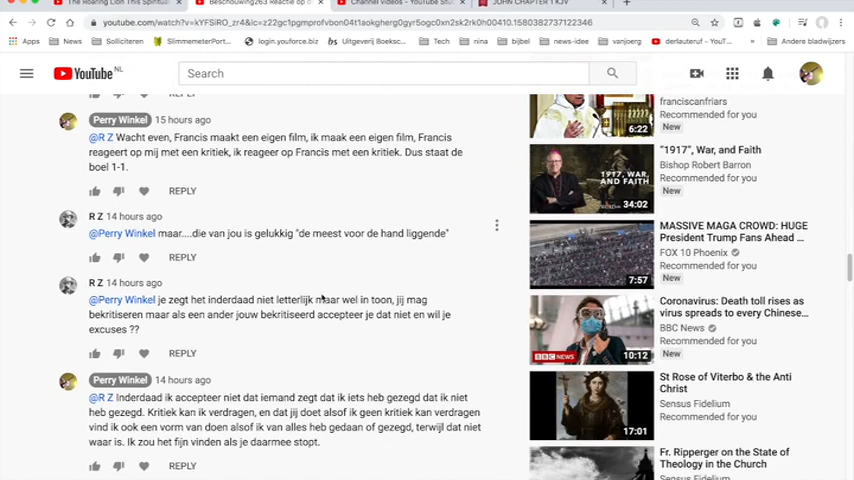 The Roaring Lion This Spiritual
Beschouwing263 Reactie op b
Channel videos - YouTube Stu
JOHN CHAPTER 1 KJV
youtube.com/watch?v=kYFSiRO_zr4&lc=z22gc1pgmprofvbon04t1aokgherg0gyr5ogc0xn2sk2rk0h00410.1580382737122346
Apps
News
Solliciteren
SlimmeterPort...
login.youforce.biz
Uitgeverij Boeksc...
Tech
ninen
bijbel
news-idee
vanjoerg
derlauteruf - YouT...
Andere bladwijzers
YouTube NL
Search
REPLY
Perry Winkel 15 hours ago
@R Z Wacht even, Francis maakt een eigen film, ik maak een eigen film, Francis
reageert op mij met een kritiek, ik reageer op Francis met een kritiek. Dus staat de
boel 1-1.
REPLY
R Z 14 hours ago
@Perry Winkel maar....die van jou is gelukkig "de meest voor de hand liggende"
REPLY
R Z 14 hours ago
@Perry Winkel je zegt het inderdaad niet letterlijk maar wel in toon, jij mag
bekritiseren maar als een ander jouw bekritiseerd accepteer je dat niet en wil je
excuses ??
REPLY
Perry Winkel 14 hours ago
@R Z Inderdaad ik accepteer niet dat iemand zegt dat ik iets heb gezegd dat ik niet
heb gezegd. Kritiek kan ik verdragen, en dat jij doet alsof ik geen kritiek kan verdragen
vind ik ook een vorm van doen alsof ik van alles heb gedaan of gezegd, terwijl dat niet
waar is. Ik zou het fijn vinden als je daarmee stopt.
REPLY
6:22
franciscanfriars
Recommended for you
New
1917, WAR,
AND FAITH
34:02
"1917", War, and Faith
Bishop Robert Barron
Recommended for you
New
7:57
MASSIVE MAGA CROWD: HUGE
President Trump Fans Ahead ...
FOX 10 Phoenix
Recommended for you
New
BBC NEWS
10:12
Coronavirus: Death toll rises as
virus spreads to every Chinese...
BBC News
Recommended for you
New
17:01
St Rose of Viterbo & the Anti
Christ
Sensus Fidelium
Recommended for you
Fr. Ripperger on the State of
Theology in the Church
Sensus Fidelium